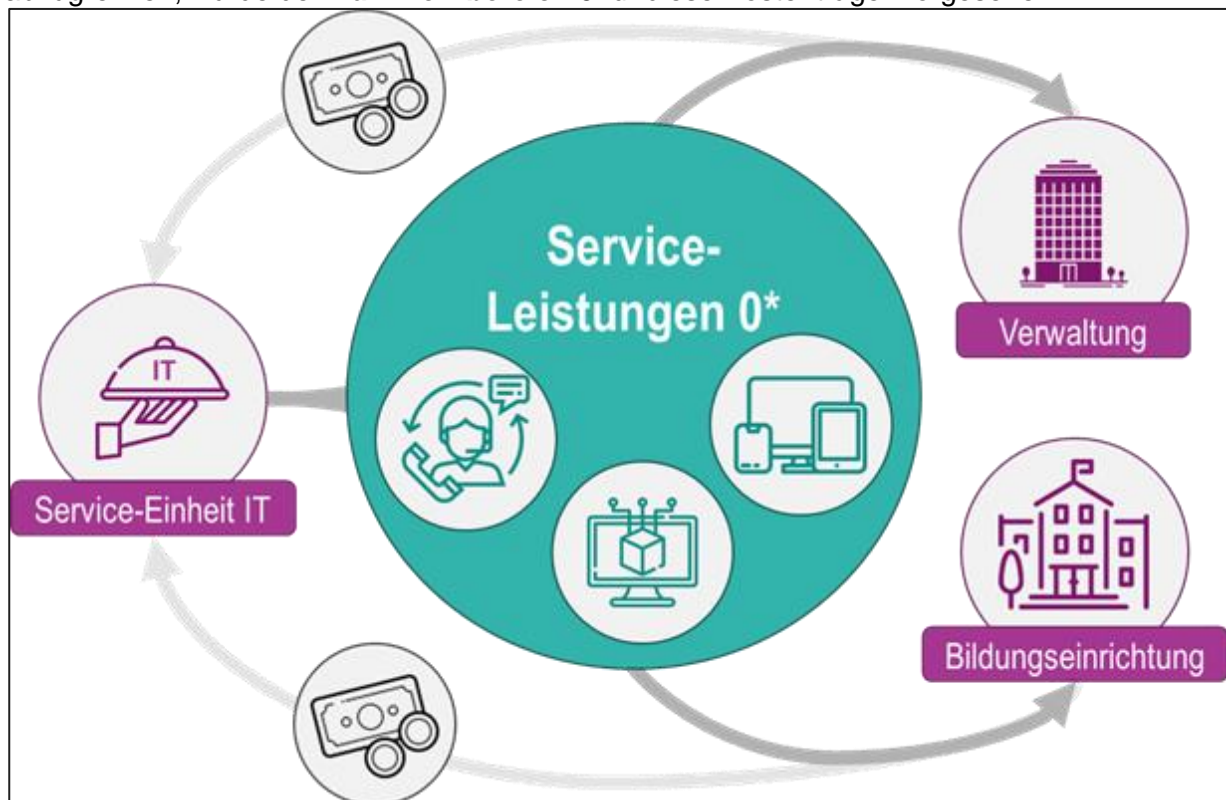 Service-
Leistungen 0*
IT
Service-Einheit IT
Verwaltung
Bildungseinrichtung